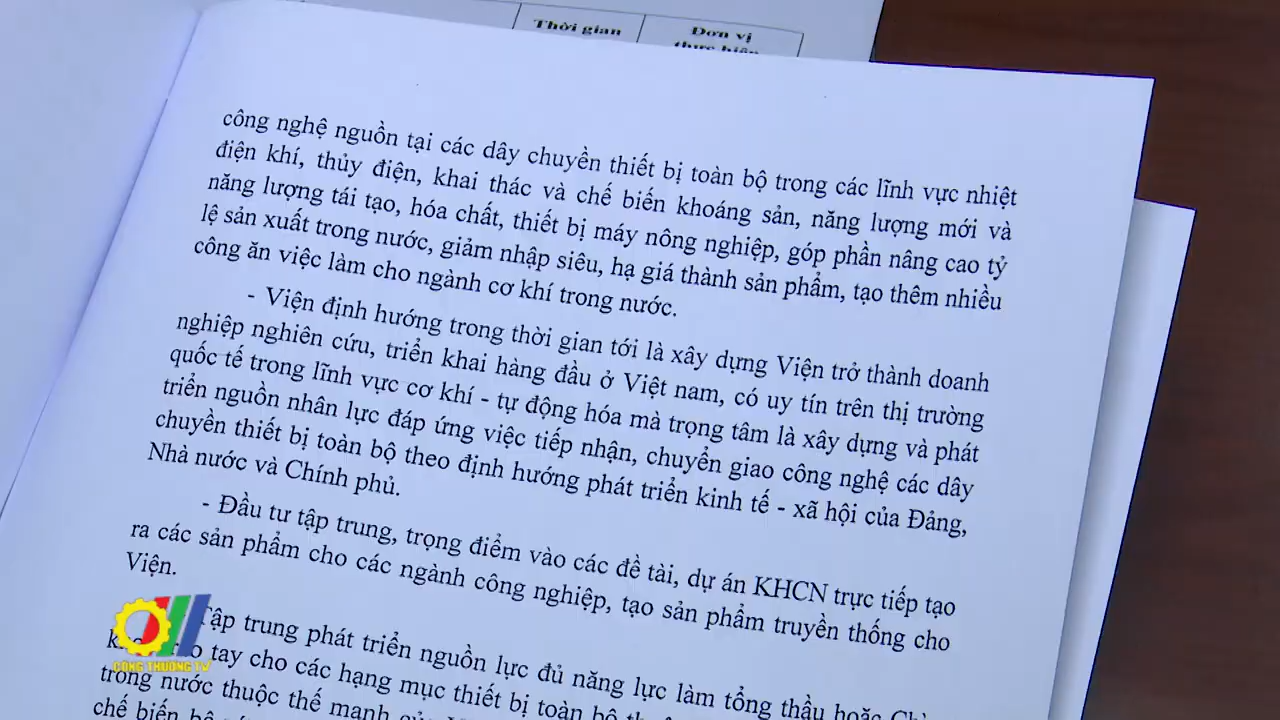 Thời gian
Đơn vị
thực hiện
công nghệ nguồn tại các dây chuyền thiết bị toàn bộ trong các lĩnh vực nhiệt
điện khí, thủy điện, khai thác và chế biến khoáng sản, năng lượng mới và
năng lượng tái tạo, hóa chất, thiết bị máy nông nghiệp, góp phần nâng cao tỷ
lệ sản xuất trong nước, giảm nhập siêu, hạ giá thành sản phẩm, tạo thêm nhiều
công ăn việc làm cho ngành cơ khí trong nước.
- Viện định hướng trong thời gian tới là xây dựng Viện trở thành doanh
nghiệp nghiên cứu, triển khai hàng đầu ở Việt nam, có uy tín trên thị trường
quốc tế trong lĩnh vực cơ khí - tự động hóa mà trọng tâm là xây dựng và phát
triển nguồn nhân lực đáp ứng việc tiếp nhận, chuyển giao công nghệ các dây
chuyền thiết bị toàn bộ theo định hướng phát triển kinh tế - xã hội của Đảng,
Nhà nước và Chính phủ.
- Đầu tư tập trung, trọng điểm vào các đề tài, dự án KHCN trực tiếp tạo
ra các sản phẩm cho các ngành công nghiệp, tạo sản phẩm truyền thống cho
Viện.
Tập trung phát triển nguồn lực đủ năng lực làm tổng thầu hoặc
tay cho các hạng mục thiết bị toàn bộ
trong nước thuộc thế mạnh của
chế biến
CÔNG THƯƠNG TV